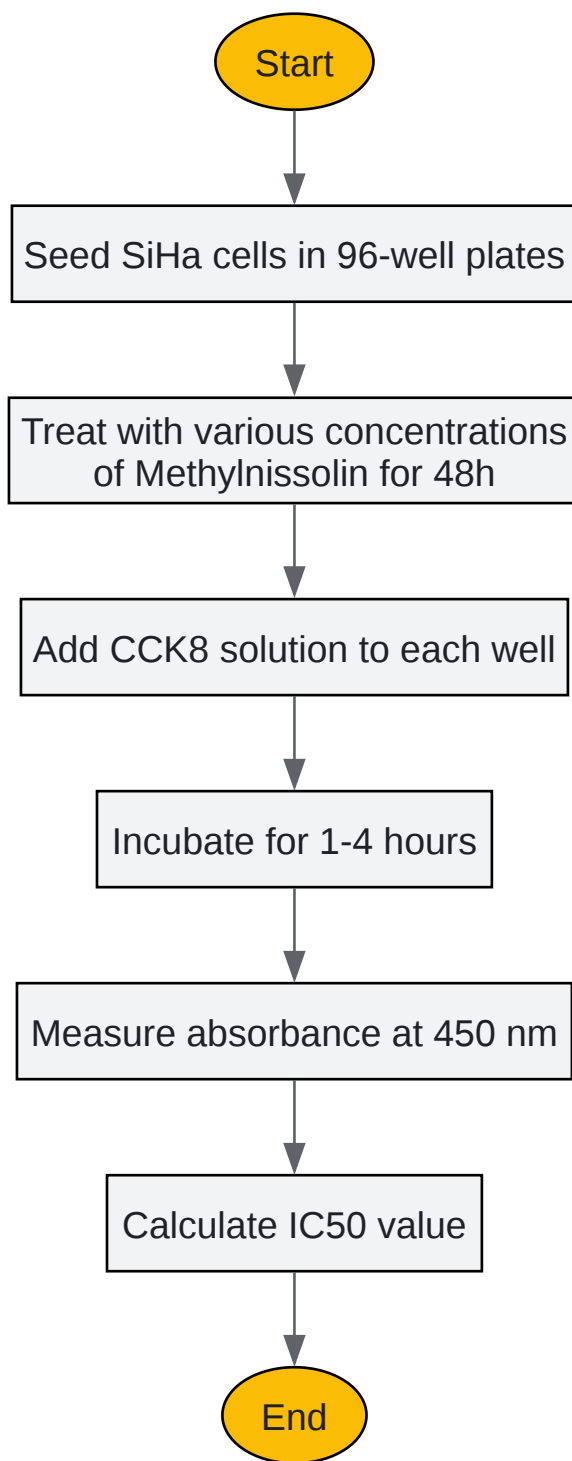 Start
Seed SiHa cells in 96-well plates
Treat with various concentrations
of Methylnissolin for 48h
Add CCK8 solution to each well
Incubate for 1-4 hours
Measure absorbance at 450 nm
Calculate IC50 value
End